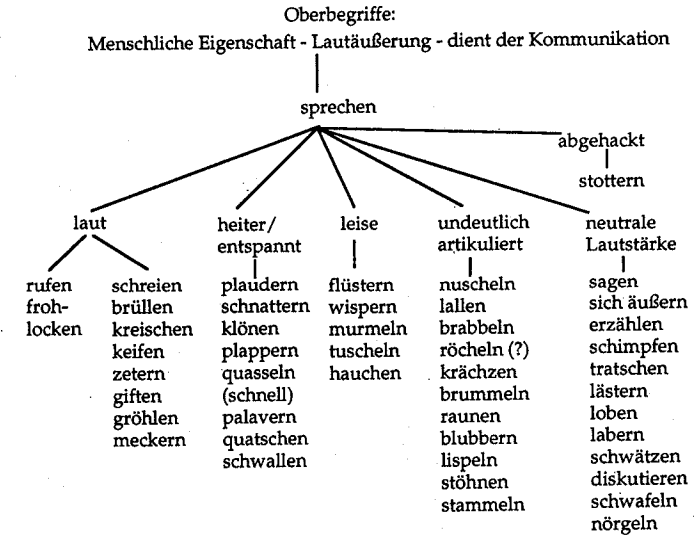 Oberbegriffe:
Menschliche Eigenschaft - Lautäußerung - dient der Kommunikation
sprechen
abgehackt
stottern
laut
rufen
froh-
locken
schreien
brüllen
kreischen
keifen
zetern
giften
gröhlen
meckern
heiter/
entspannt
plaudern
schnattern
klönen
plappern
quasseln
(schnell)
palavern
quatschen
schwallen
leise
flüstern
wispern
murmeln
tuscheln
hauchen
undeutlich
artikuliert
nuscheln
lallen
brabbeln
röcheln (?)
krächzen
brummeln
raunen
blubbern
lispeln
stöhnen
stammeln
neutrale
Lautstärke
sagen
sich äußern
erzählen
schimpfen
tratschen
lästern
loben
labern
schwätzen
diskutieren
schwafeln
nörgeln